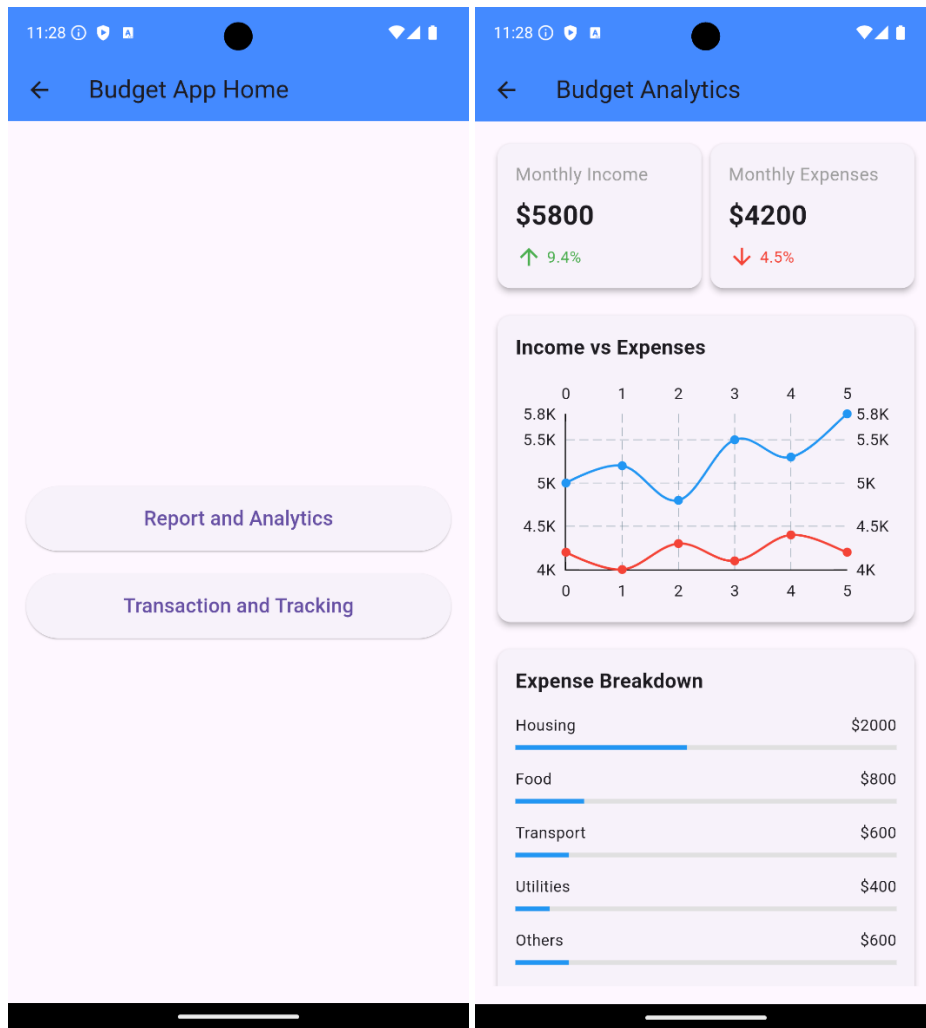 11:28
Budget App Home
Report and Analytics
Transaction and Tracking
11:28
Budget Analytics
Monthly Income
$5800
9.4%
Monthly Expenses
$4200
4.5%
Income vs Expenses
0 1 2 3 4 5
5.8K 5.8K
5.5K 5.5K
5K 5K
4.5K 4.5K
4K 4K
0 1 2 3 4 5
Expense Breakdown
Housing $2000
Food $800
Transport $600
Utilities $400
Others $600